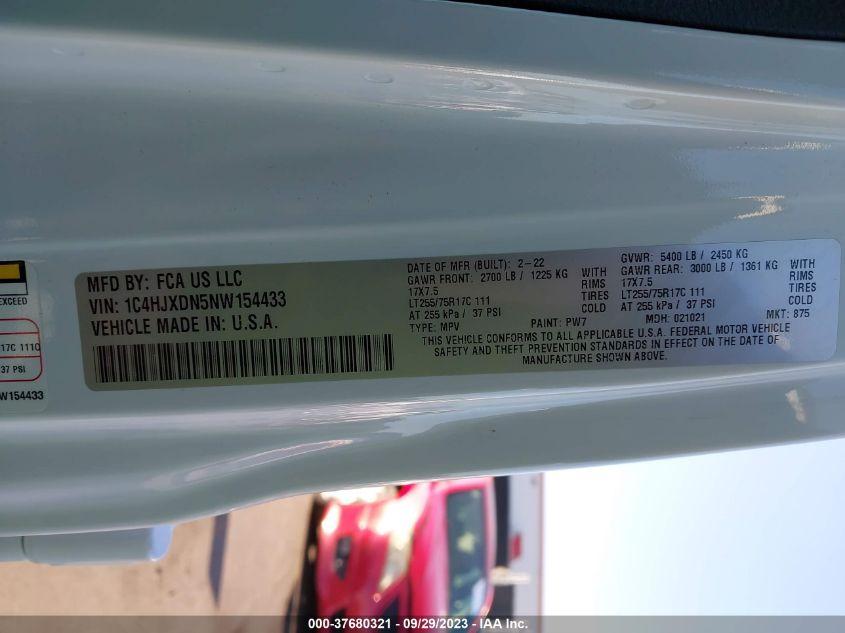 EXCEED
17C 111Q
37 PSI
W154433
MFD BY: FCA US LLC
VIN: 1C4HJXDN5NW154433
VEHICLE MADE IN: U.S.A.
DATE OF MFR (BUILT): 2-22 GVWR: 5400 LB / 2450 KG
GAWR FRONT: 2700 LB / 1225 KG WITH GAWR REAR: 3000 LB / 1361 KG WITH
17X7.5 RIMS 17X7.5 RIMS
LT255/75R17C 111 TIRES LT255/75R17C 111 TIRES
AT 255 kPa / 37 PSI COLD AT 255 kPa / 37 PSI COLD
TYPE: MPV PAINT: PW7 MDH: 021021 MKT: 875
THIS VEHICLE CONFORMS TO ALL APPLICABLE U.S.A. FEDERAL MOTOR VEHICLE
SAFETY AND THEFT PREVENTION STANDARDS IN EFFECT ON THE DATE OF
MANUFACTURE SHOWN ABOVE.
000-37680321 - 09/29/2023 - IAA Inc.